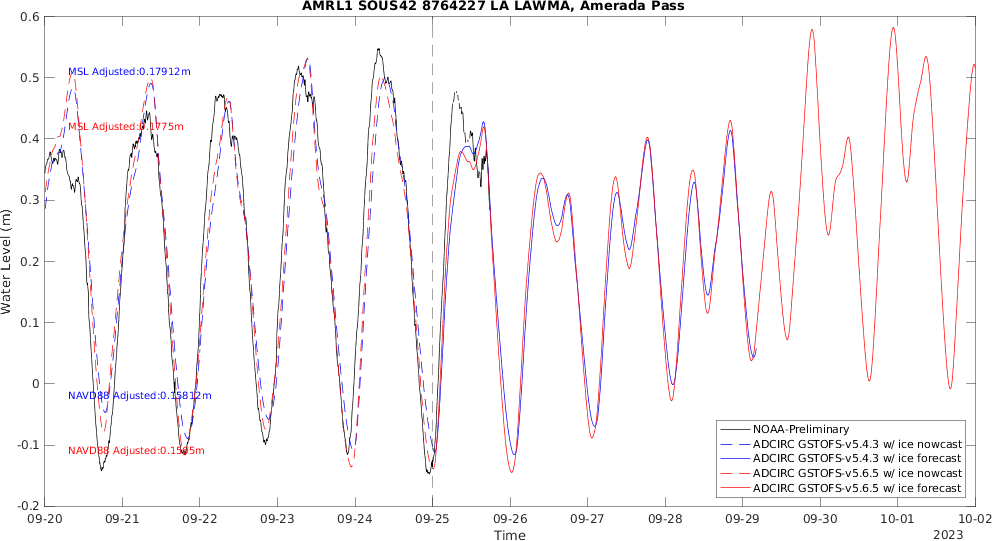 AMRL1 SOUS42 8764227 LA LAWMA, Amerada Pass
0.6
0.5
0.4
0.3
0.2
0.1
0
-0.1
-0.2
Water Level (m)
MSL Adjusted:0.17912m
MSL Adjusted:0.1775m
NAVD88 Adjusted:0.15812m
NAVD88 Adjusted:0.1565m
NOAA-Preliminary
ADCIRC GSTOFS-v5.4.3 w/ ice nowcast
ADCIRC GSTOFS-v5.4.3 w/ ice forecast
ADCIRC GSTOFS-v5.6.5 w/ ice nowcast
ADCIRC GSTOFS-v5.6.5 w/ ice forecast
09-20 09-21 09-22 09-23 09-24 09-25 09-26 09-27 09-28 09-29 09-30 10-01 10-02
2023
Time